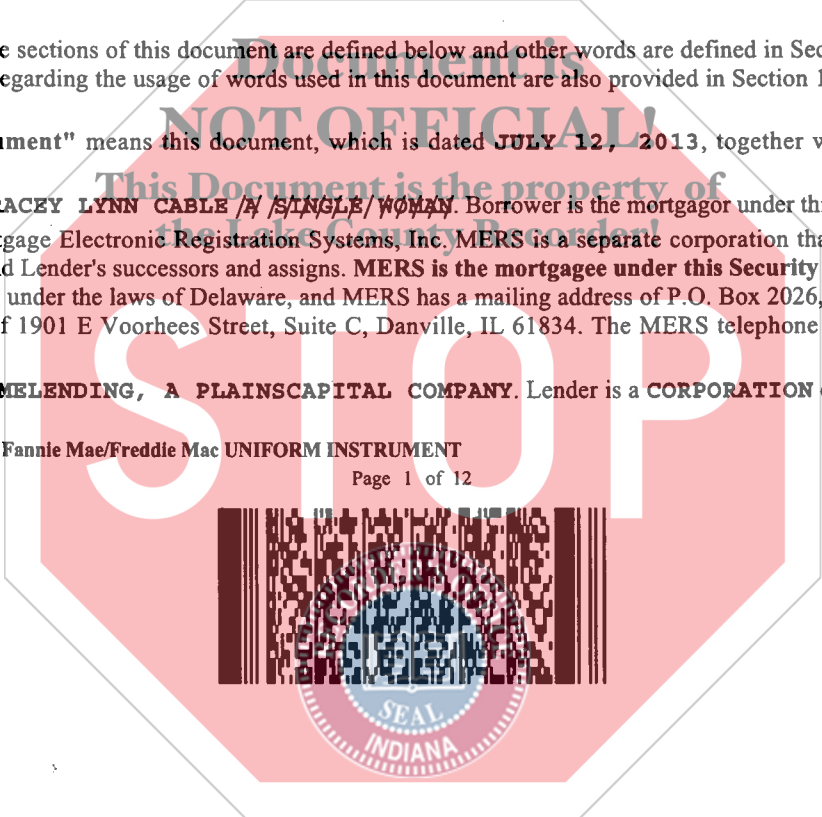 e sections of this document are defined below and other words are defined in Sec
Document is
egarding the usage of words used in this document are also provided in Section 1
NOT OFFICIAL!
ment" means this document, which is dated JULY 12, 2013, together w
This Document is the property of
ACEY LYNN CABLE /A /SINGLE/WOMAN. Borrower is the mortgagor under th
the Lake County Recorder!
gage Electronic Registration Systems, Inc. MERS is a separate corporation tha
d Lender's successors and assigns. MERS is the mortgagee under this Security
under the laws of Delaware, and MERS has a mailing address of P.O. Box 2026,
f 1901 E Voorhees Street, Suite C, Danville, IL 61834. The MERS telephone
STOP
MELENDING, A PLAINSCAPITAL COMPANY. Lender is a CORPORATION
Fannie Mae/Freddie Mac UNIFORM INSTRUMENT
Page 1 of 12
RECORDER'S OFFICE
SEAL
INDIANA